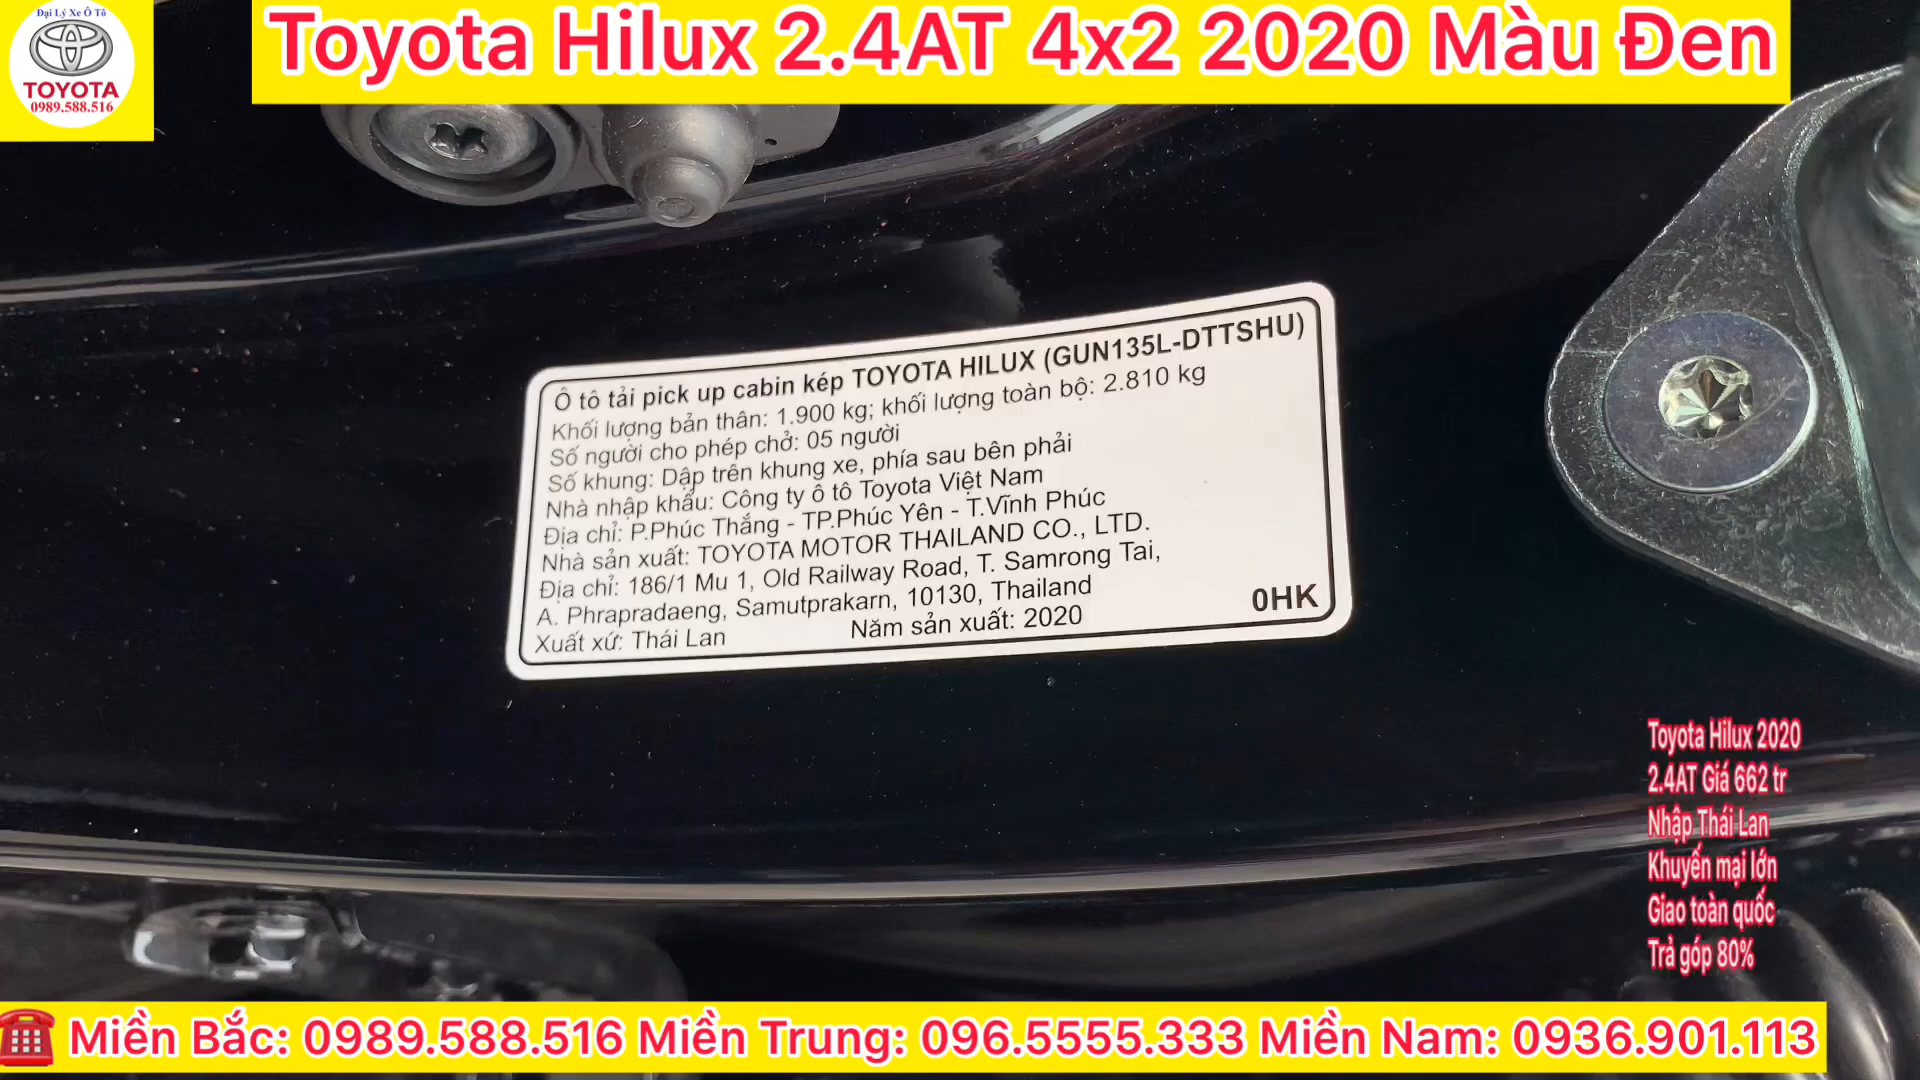 Đại Lý Xe Ô Tô
TOYOTA
0989.588.516
Toyota Hilux 2.4AT 4x2 2020 Màu Đen
Ô tô tải pick up cabin kép TOYOTA HILUX (GUN135L-DTTSHU)
Khối lượng bản thân: 1.900 kg; khối lượng toàn bộ: 2.810 kg
Số người cho phép chở: 05 người
Số khung: Dập trên khung xe, phía sau bên phải
Nhà nhập khẩu: Công ty ô tô Toyota Việt Nam
Địa chỉ: P.Phúc Thắng - TP.Phúc Yên - T.Vĩnh Phúc
Nhà sản xuất: TOYOTA MOTOR THAILAND CO., LTD.
Địa chỉ: 186/1 Mu 1, Old Railway Road, T. Samrong Tai,
A. Phrapradaeng, Samutprakarn, 10130, Thailand
Xuất xứ: Thái Lan Năm sản xuất: 2020 0HK
Toyota Hilux 2020
2.4AT Giá 662 tr
Nhập Thái Lan
Khuyến mại lớn
Giao toàn quốc
Trả góp 80%
Miền Bắc: 0989.588.516 Miền Trung: 096.5555.333 Miền Nam: 0936.901.113